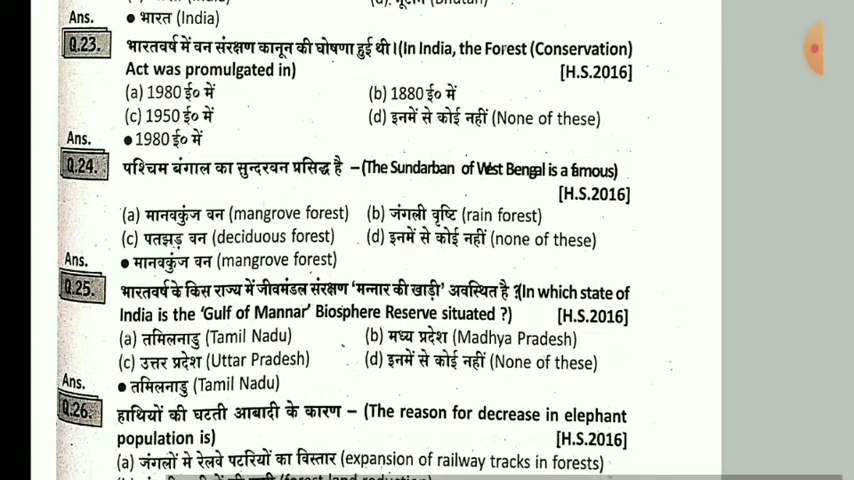 (India)
(Bhutan)
Ans. ● भारत (India)
Q.23. भारतवर्ष में वन संरक्षण कानून की घोषणा हुई थी।(In India, the Forest (Conservation)
Act was promulgated in) [H.S.2016]
(a) 1980 ई० में (b) 1880 ई० में
(c) 1950 ई० में (d) इनमें से कोई नहीं (None of these)
Ans. ● 1980 ई० में
Q.24. पश्चिम बंगाल का सुन्दरवन प्रसिद्ध है –(The Sundarban of West Bengal is a famous)
[H.S.2016]
(a) मानवकुंज वन (mangrove forest) (b) जंगली वृष्टि (rain forest)
(c) पतझड़ वन (deciduous forest) (d) इनमें से कोई नहीं (none of these)
Ans. ● मानवकुंज वन (mangrove forest)
Q.25. भारतवर्ष के किस राज्य में जीवमंडल संरक्षण 'मन्नार की खाड़ी' अवस्थित है ?(In which state of
India is the 'Gulf of Mannar' Biosphere Reserve situated ?) [H.S.2016]
(a) तमिलनाडु (Tamil Nadu) (b) मध्य प्रदेश (Madhya Pradesh)
(c) उत्तर प्रदेश (Uttar Pradesh) (d) इनमें से कोई नहीं (None of these)
Ans. ● तमिलनाडु (Tamil Nadu)
Q.26. हाथियों की घटती आबादी के कारण – (The reason for decrease in elephant
population is) [H.S.2016]
(a) जंगलों मे रेलवे पटरियों का विस्तार (expansion of railway tracks in forests)
(forest land reduction)